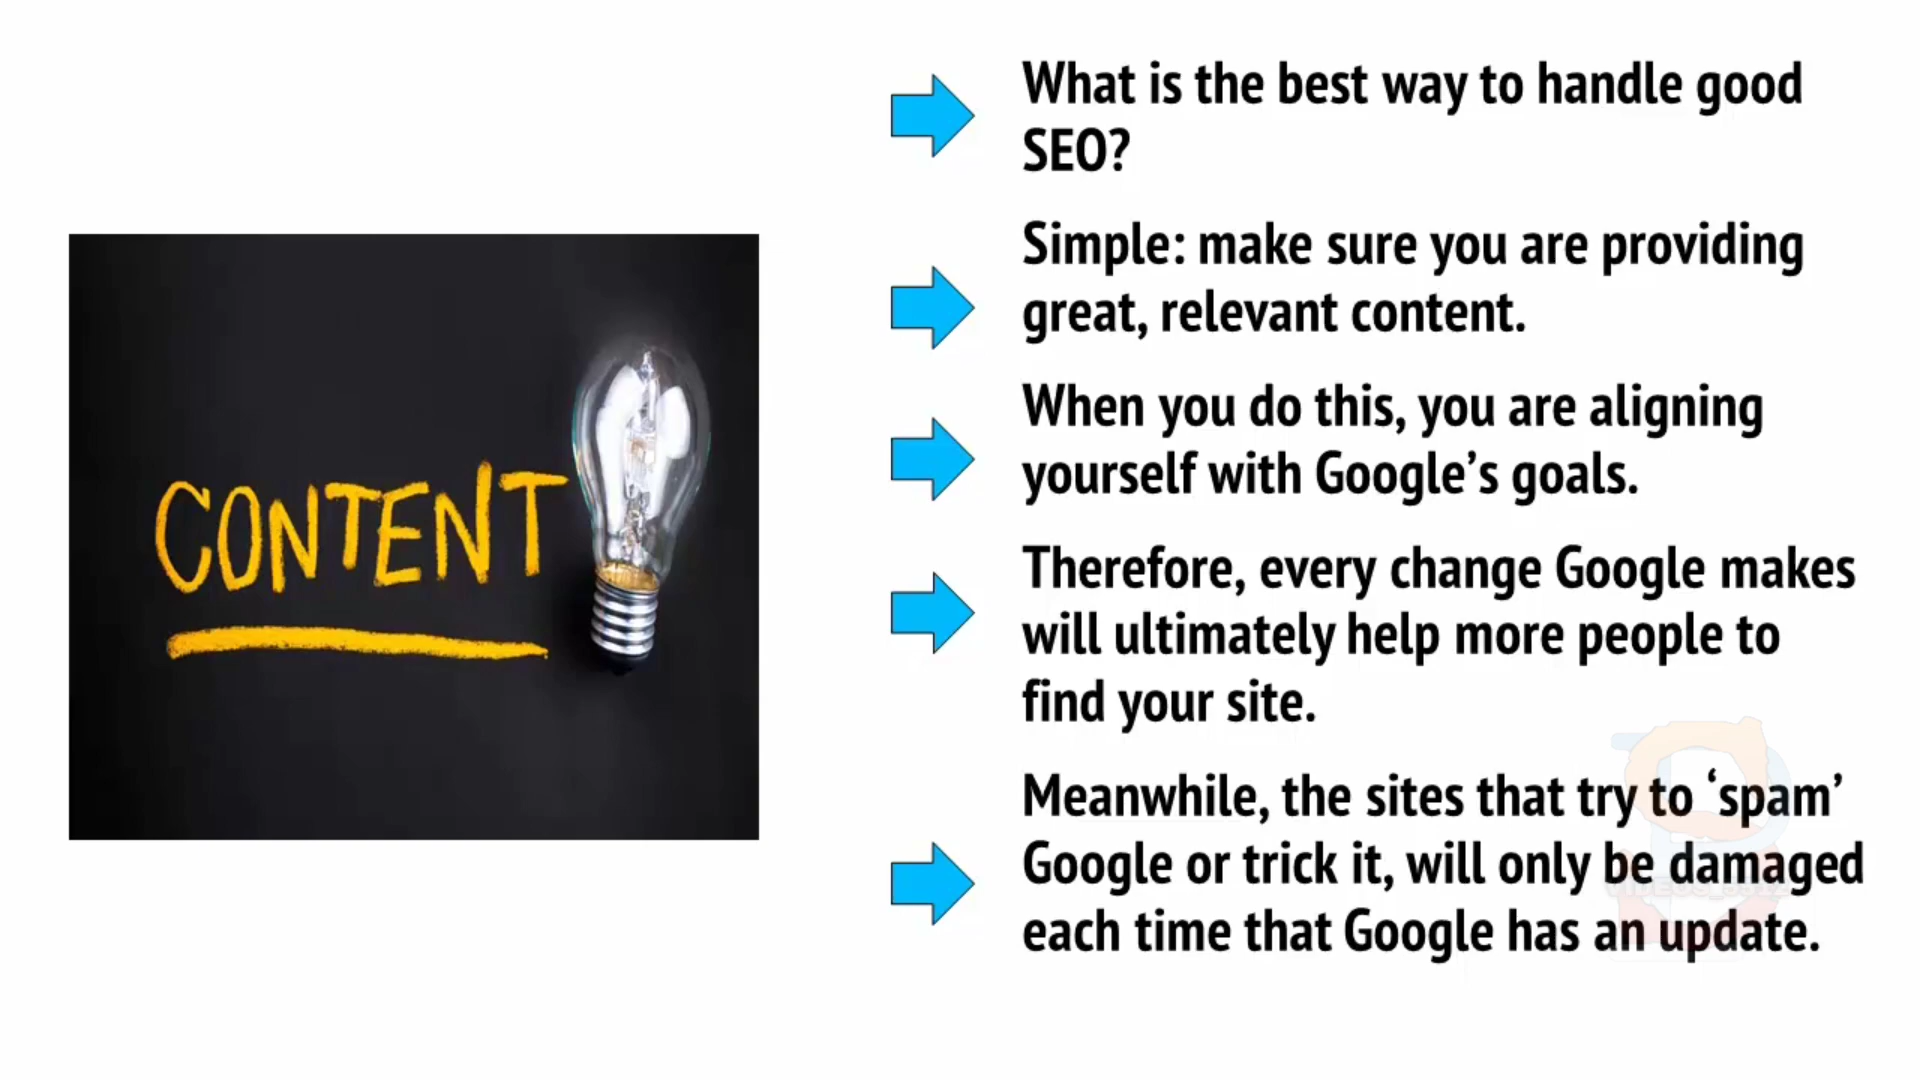 CONTENT
What is the best way to handle good
SEO?
Simple: make sure you are providing
great, relevant content.
When you do this, you are aligning
yourself with Google’s goals.
Therefore, every change Google makes
will ultimately help more people to
find your site.
Meanwhile, the sites that try to ‘spam’
Google or trick it, will only be damaged
each time that Google has an update.